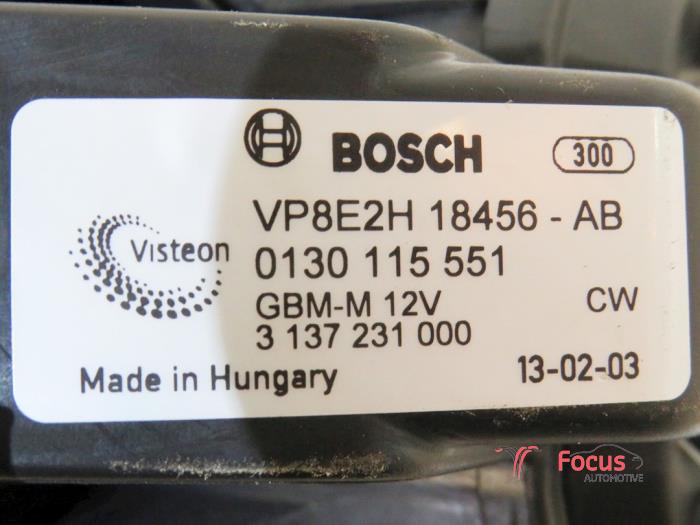 BOSCH 300
VP8E2H 18456 - AB
Visteon
0130 115 551
GBM-M 12V CW
3 137 231 000
Made in Hungary 13-02-03
Focus
AUTOMOTIVE